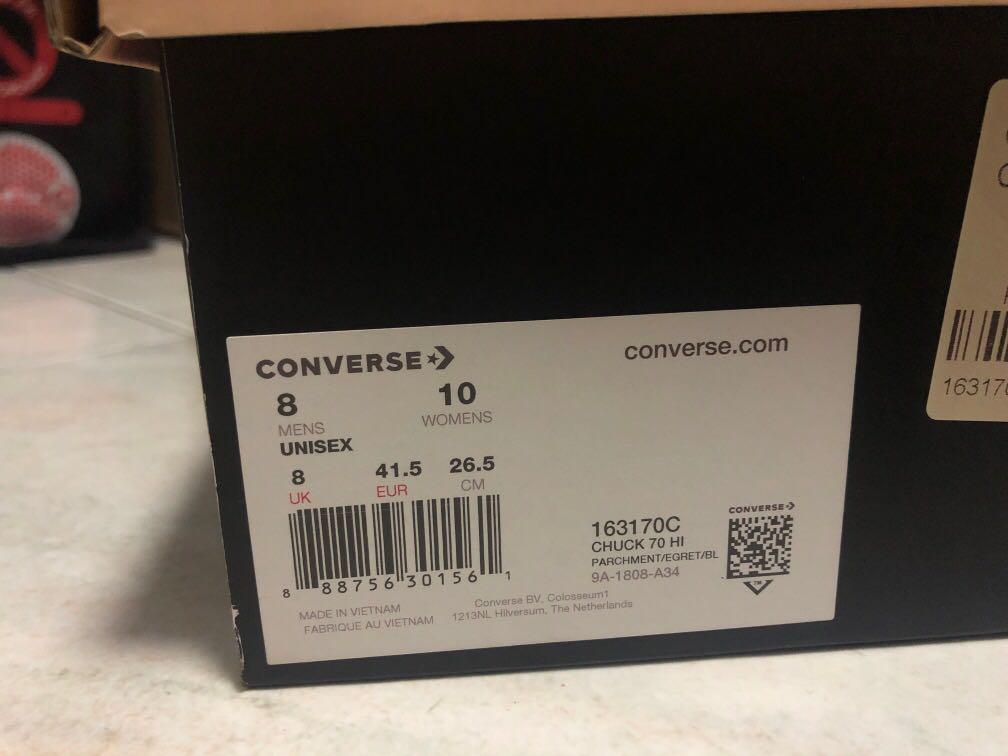 CONVERSE
converse.com
8 10
MENS WOMENS
UNISEX
8 41.5 26.5
UK EUR CM
8 88756 30156 1
163170C
CHUCK 70 HI
PARCHMENT/EGRET/BL
9A-1808-A34
CONVERSE
TM
MADE IN VIETNAM
FABRIQUE AU VIETNAM
Converse BV, Colosseum1
1213NL Hilversum, The Netherlands